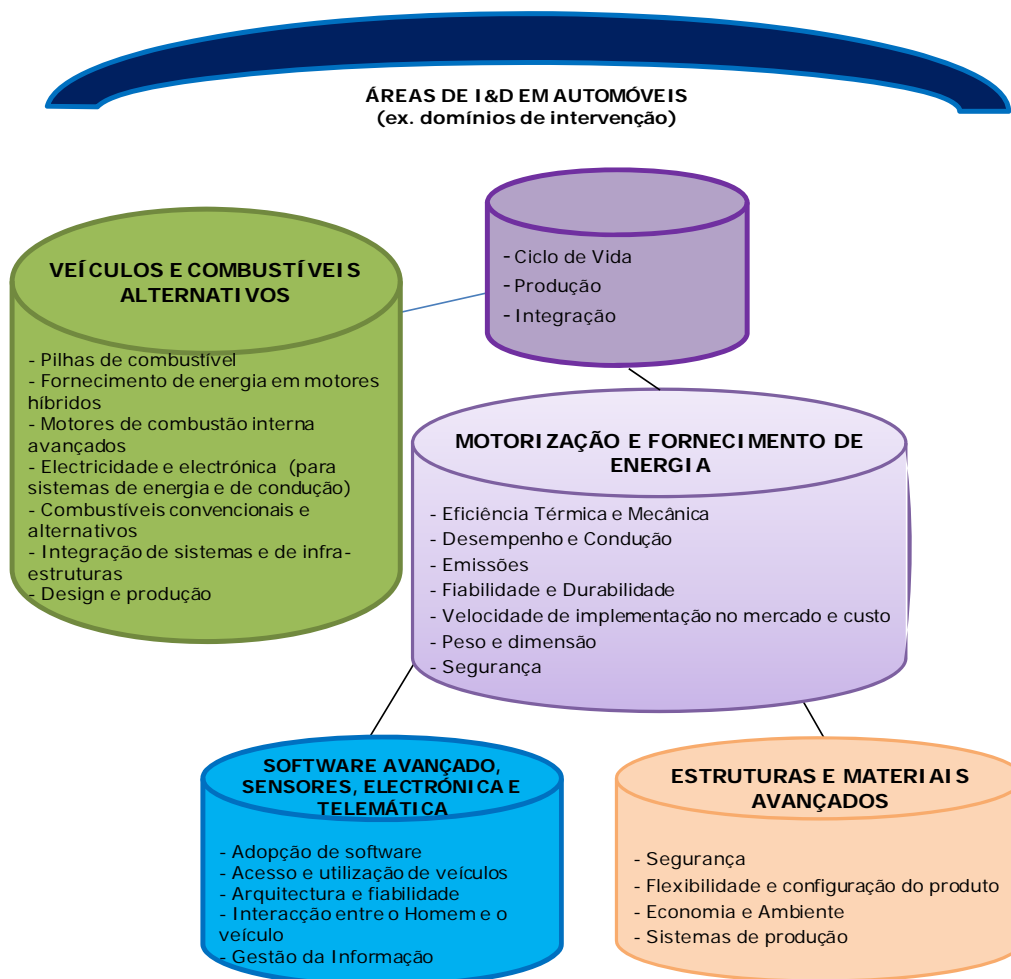 ÁREAS DE I&D EM AUTOMÓVEIS
(ex. domínios de intervenção)
VEÍCULOS E COMBUSTÍVEIS
ALTERNATIVOS
- Pilhas de combustível
- Fornecimento de energia em motores
híbridos
- Motores de combustão interna
avançados
- Electricidade e electrónica (para
sistemas de energia e de condução)
- Combustíveis convencionais e
alternativos
- Integração de sistemas e de infra-
estruturas
- Design e produção
- Ciclo de Vida
- Produção
- Integração
MOTORIZAÇÃO E FORNECIMENTO DE
ENERGIA
- Eficiência Térmica e Mecânica
- Desempenho e Condução
- Emissões
- Fiabilidade e Durabilidade
- Velocidade de implementação no mercado e custo
- Peso e dimensão
- Segurança
SOFTWARE AVANÇADO,
SENSORES, ELECTRÓNICA E
TELEMÁTICA
- Adopção de software
- Acesso e utilização de veículos
- Arquitectura e fiabilidade
- Interacção entre o Homem e o
veículo
- Gestão da Informação
ESTRUTURAS E MATERIAIS
AVANÇADOS
- Segurança
- Flexibilidade e configuração do produto
- Economia e Ambiente
- Sistemas de produção